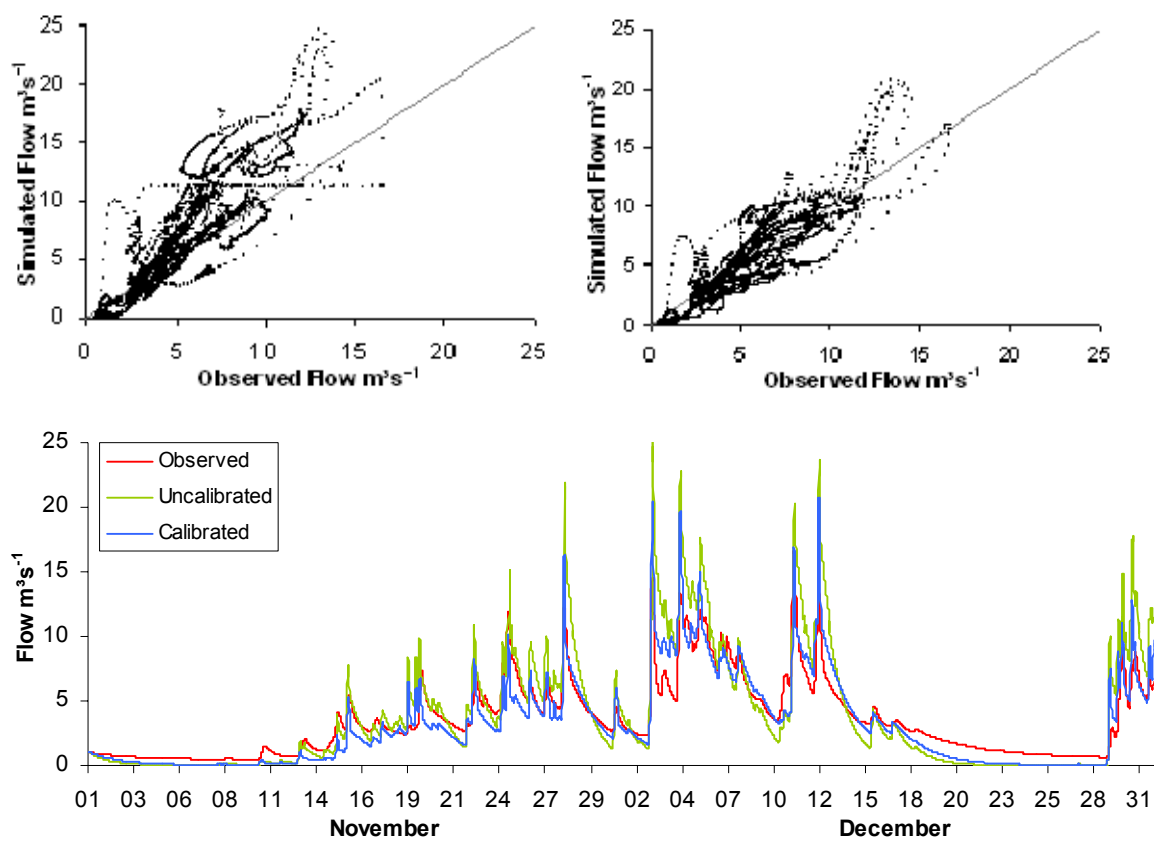 25
20
15
10
5
0
0 5 10 15 20 25
Simulated Flow m³s⁻¹
Observed Flow m³s⁻¹
25
20
15
10
5
0
0 5 10 15 20 25
Simulated Flow m³s⁻¹
Observed Flow m³s⁻¹
25
20
15
10
5
0
Flow m³s⁻¹
Observed
Uncalibrated
Calibrated
01 03 06 08 11 14 16 19 21 24 27 29 02 04 07 10 12 15 18 20 23 25 28 31
November December